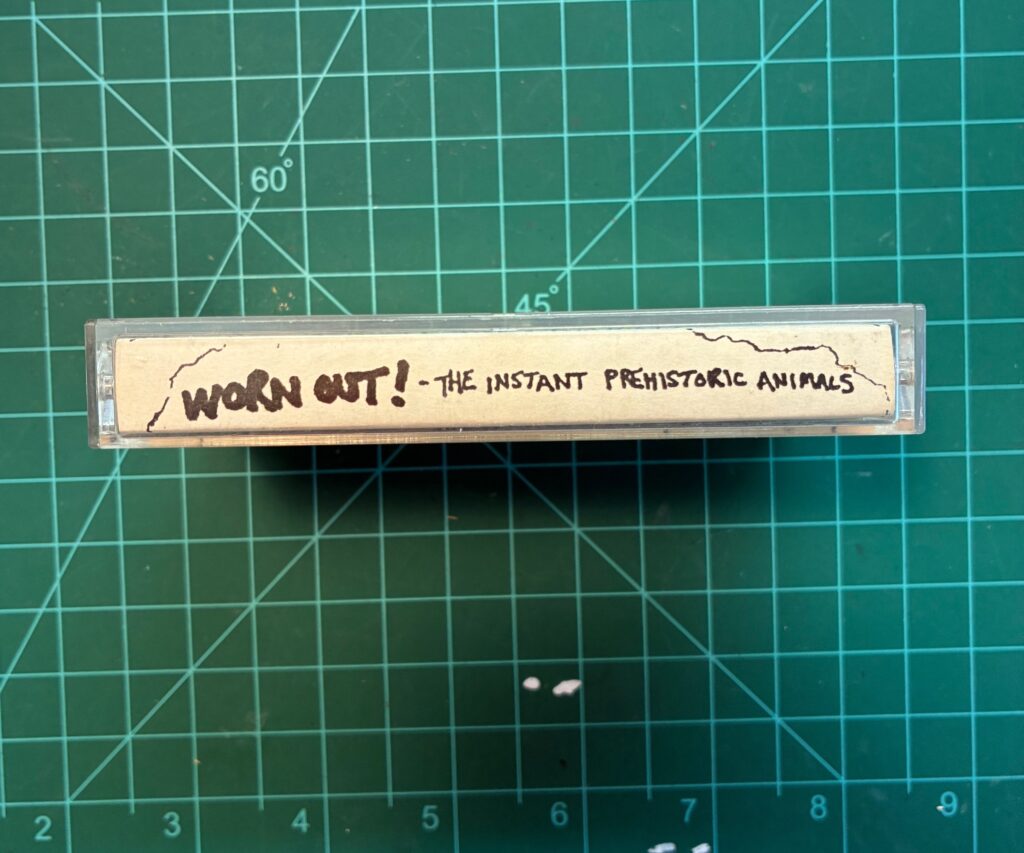 60°
45°
WORN OUT! - THE INSTANT PREHISTORIC ANIMALS
2 3 4 5 6 7 8 9